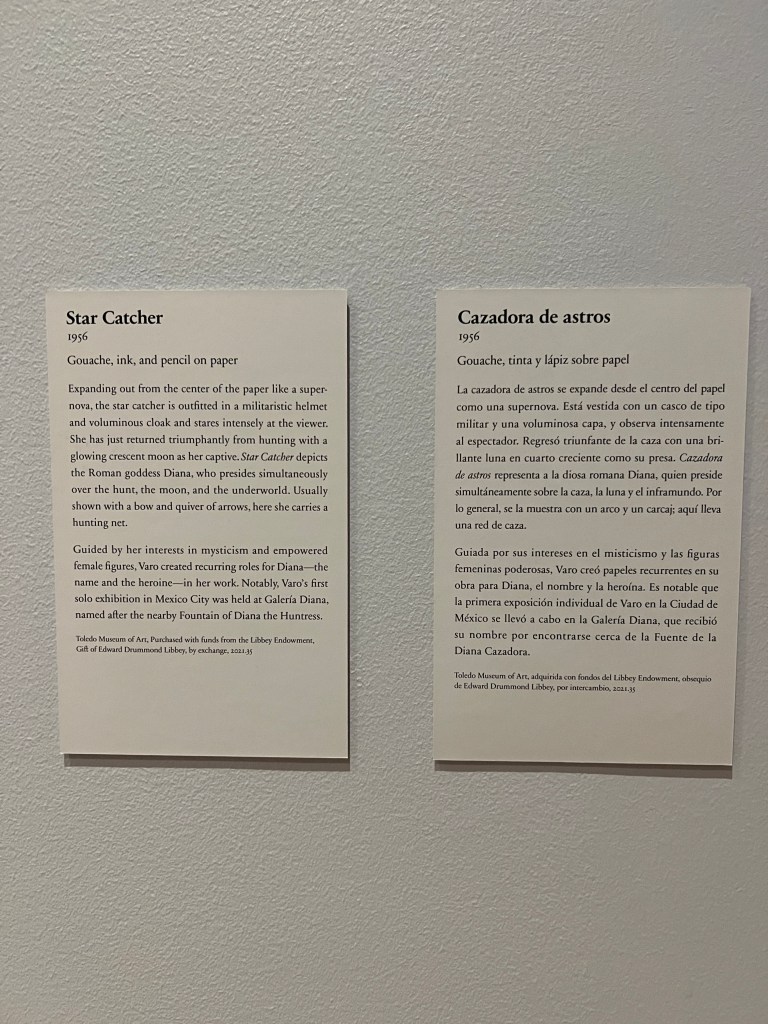 Star Catcher
1956
Gouache, ink, and pencil on paper
Expanding out from the center of the paper like a super-
nova, the star catcher is outfitted in a militaristic helmet
and voluminous cloak and stares intensely at the viewer.
She has just returned triumphantly from hunting with a
glowing crescent moon as her captive. Star Catcher depicts
the Roman goddess Diana, who presides simultaneously
over the hunt, the moon, and the underworld. Usually
shown with a bow and quiver of arrows, here she carries a
hunting net.
Guided by her interests in mysticism and empowered
female figures, Varo created recurring roles for Diana—the
name and the heroine—in her work. Notably, Varo's first
solo exhibition in Mexico City was held at Galería Diana,
named after the nearby Fountain of Diana the Huntress.
Toledo Museum of Art, Purchased with funds from the Libbey Endowment,
Gift of Edward Drummond Libbey, by exchange, 2021.35
Cazadora de astros
1956
Gouache, tinta y lápiz sobre papel
La cazadora de astros se expande desde el centro del papel
como una supernova. Está vestida con un casco de tipo
militar y una voluminosa capa, y observa intensamente
al espectador. Regresó triunfante de la caza con una bri-
llante luna en cuarto creciente como su presa. Cazadora
de astros representa a la diosa romana Diana, quien preside
simultáneamente sobre la caza, la luna y el inframundo. Por
lo general, se la muestra con un arco y un carcaj; aquí lleva
una red de caza.
Guiada por sus intereses en el misticismo y las figuras
femeninas poderosas, Varo creó papeles recurrentes en su
obra para Diana, el nombre y la heroína. Es notable que
la primera exposición individual de Varo en la Ciudad de
México se llevó a cabo en la Galería Diana, que recibió
su nombre por encontrarse cerca de la Fuente de la
Diana Cazadora.
Toledo Museum of Art, adquirida con fondos del Libbey Endowment, obsequio
de Edward Drummond Libbey, por intercambio, 2021.35